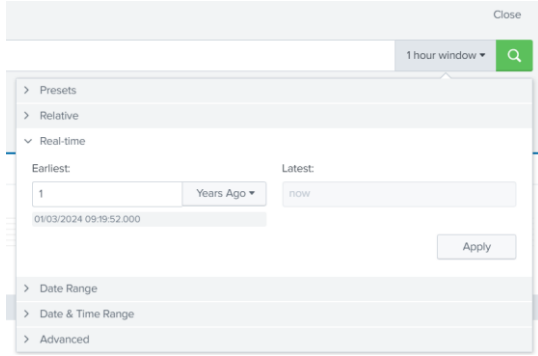 Close
1 hour window
Presets
Relative
Real-time
Earliest: Latest:
1 Years Ago now
01/03/2024 09:19:52.000
Apply
Date Range
Date & Time Range
Advanced